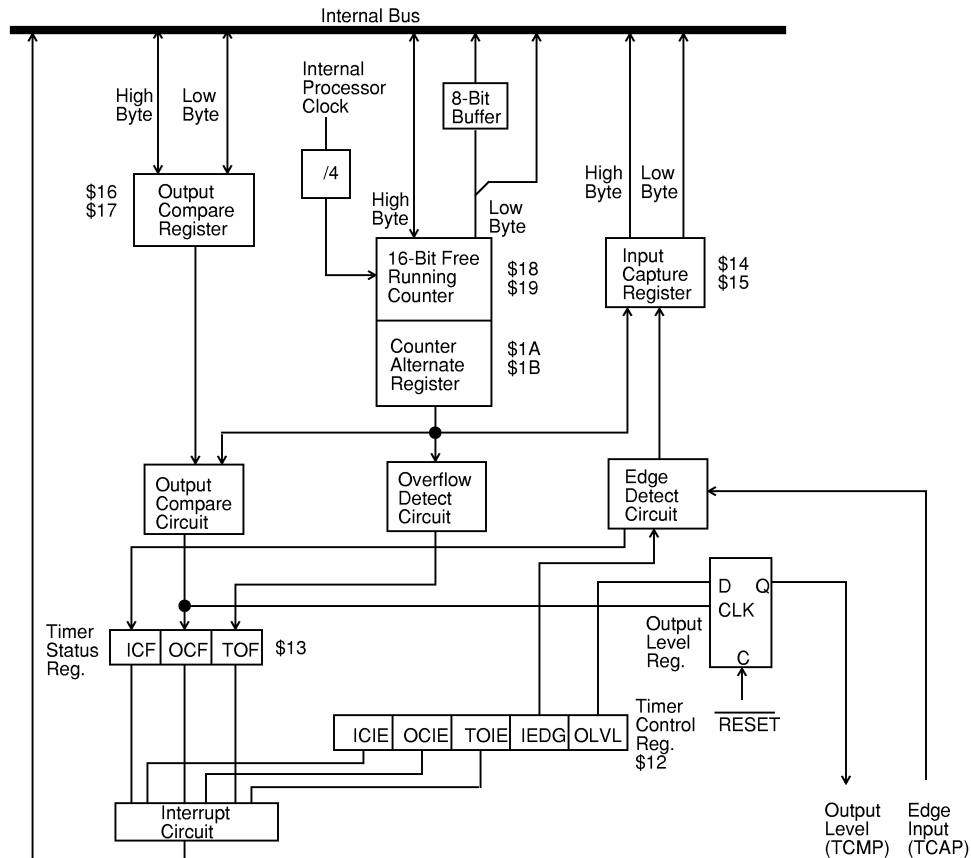 Internal Bus
High
Byte
Low
Byte
Internal
Processor
Clock
8-Bit
Buffer
/4
$16
$17
Output
Compare
Register
High
Byte
Low
Byte
High
Byte
Low
Byte
16-Bit Free
Running
Counter
$18
$19
Input
Capture
Register
$14
$15
Counter
Alternate
Register
$1A
$1B
Output
Compare
Circuit
Overflow
Detect
Circuit
Edge
Detect
Circuit
D Q
CLK
C
Output
Level
Reg.
RESET
Timer
Status
Reg.
ICF OCF TOF
$13
ICIE OCIE TOIE IEDG OLVL
Timer
Control
Reg.
$12
Interrupt
Circuit
Output
Level
(TCMP)
Edge
Input
(TCAP)